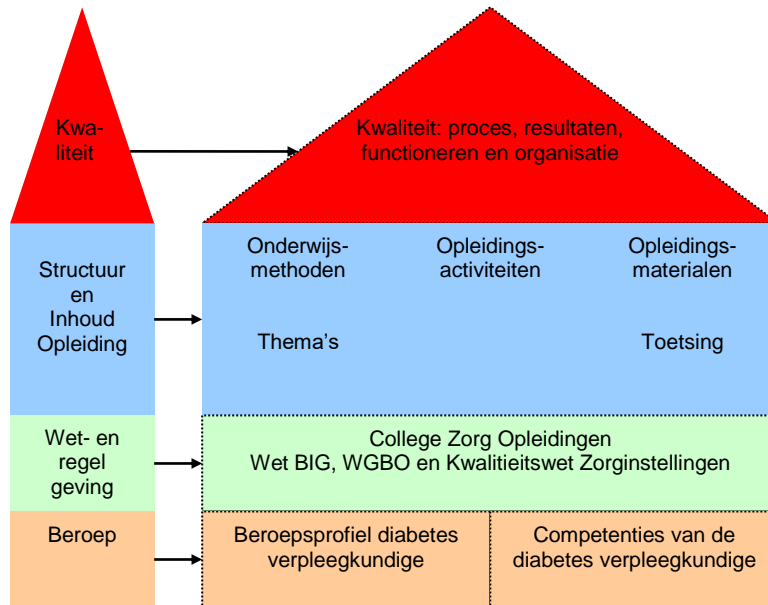 Kwa-
liteit
Kwaliteit: proces, resultaten,
functioneren en organisatie
Structuur
en
Inhoud
Opleiding
Onderwijs-
methoden
Opleidings-
activiteiten
Opleidings-
materialen
Thema's
Toetsing
Wet- en
regel
geving
College Zorg Opleidingen
Wet BIG, WGBO en Kwalitieitswet Zorginstellingen
Beroep
Beroepsprofiel diabetes
verpleegkundige
Competenties van de
diabetes verpleegkundige